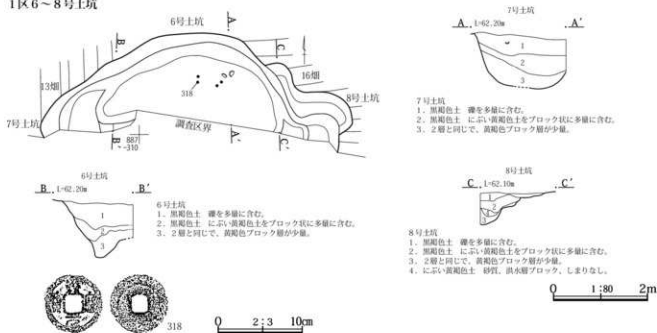 1区6～8号土坑
6号土坑
A
B
C
13畑
16畑
318
7号土坑
8号土坑
調査区界
887
-310
B'
A'
C'
7号土坑
A L=62.20m A'
1
2
3
7号土坑
1. 黒褐色土 礫を多量に含む。
2. 黒褐色土 にぶい黄褐色土をブロック状に多量に含む。
3. 2層と同じで、黄褐色ブロック層が少量。
6号土坑
B L=62.20m B'
1
2
3
6号土坑
1. 黒褐色土 礫を多量に含む。
2. 黒褐色土 にぶい黄褐色土をブロック状に多量に含む。
3. 2層と同じで、黄褐色ブロック層が少量。
8号土坑
C L=62.10m C'
1
2
3
8号土坑
1. 黒褐色土 礫を多量に含む。
2. 黒褐色土 にぶい黄褐色土をブロック状に多量に含む。
3. 2層と同じで、黄褐色ブロック層が少量。
4. にぶい黄褐色土 砂質、洪水層ブロック、しまりなし。
318
0 2:3 10cm
0 1:80 2m